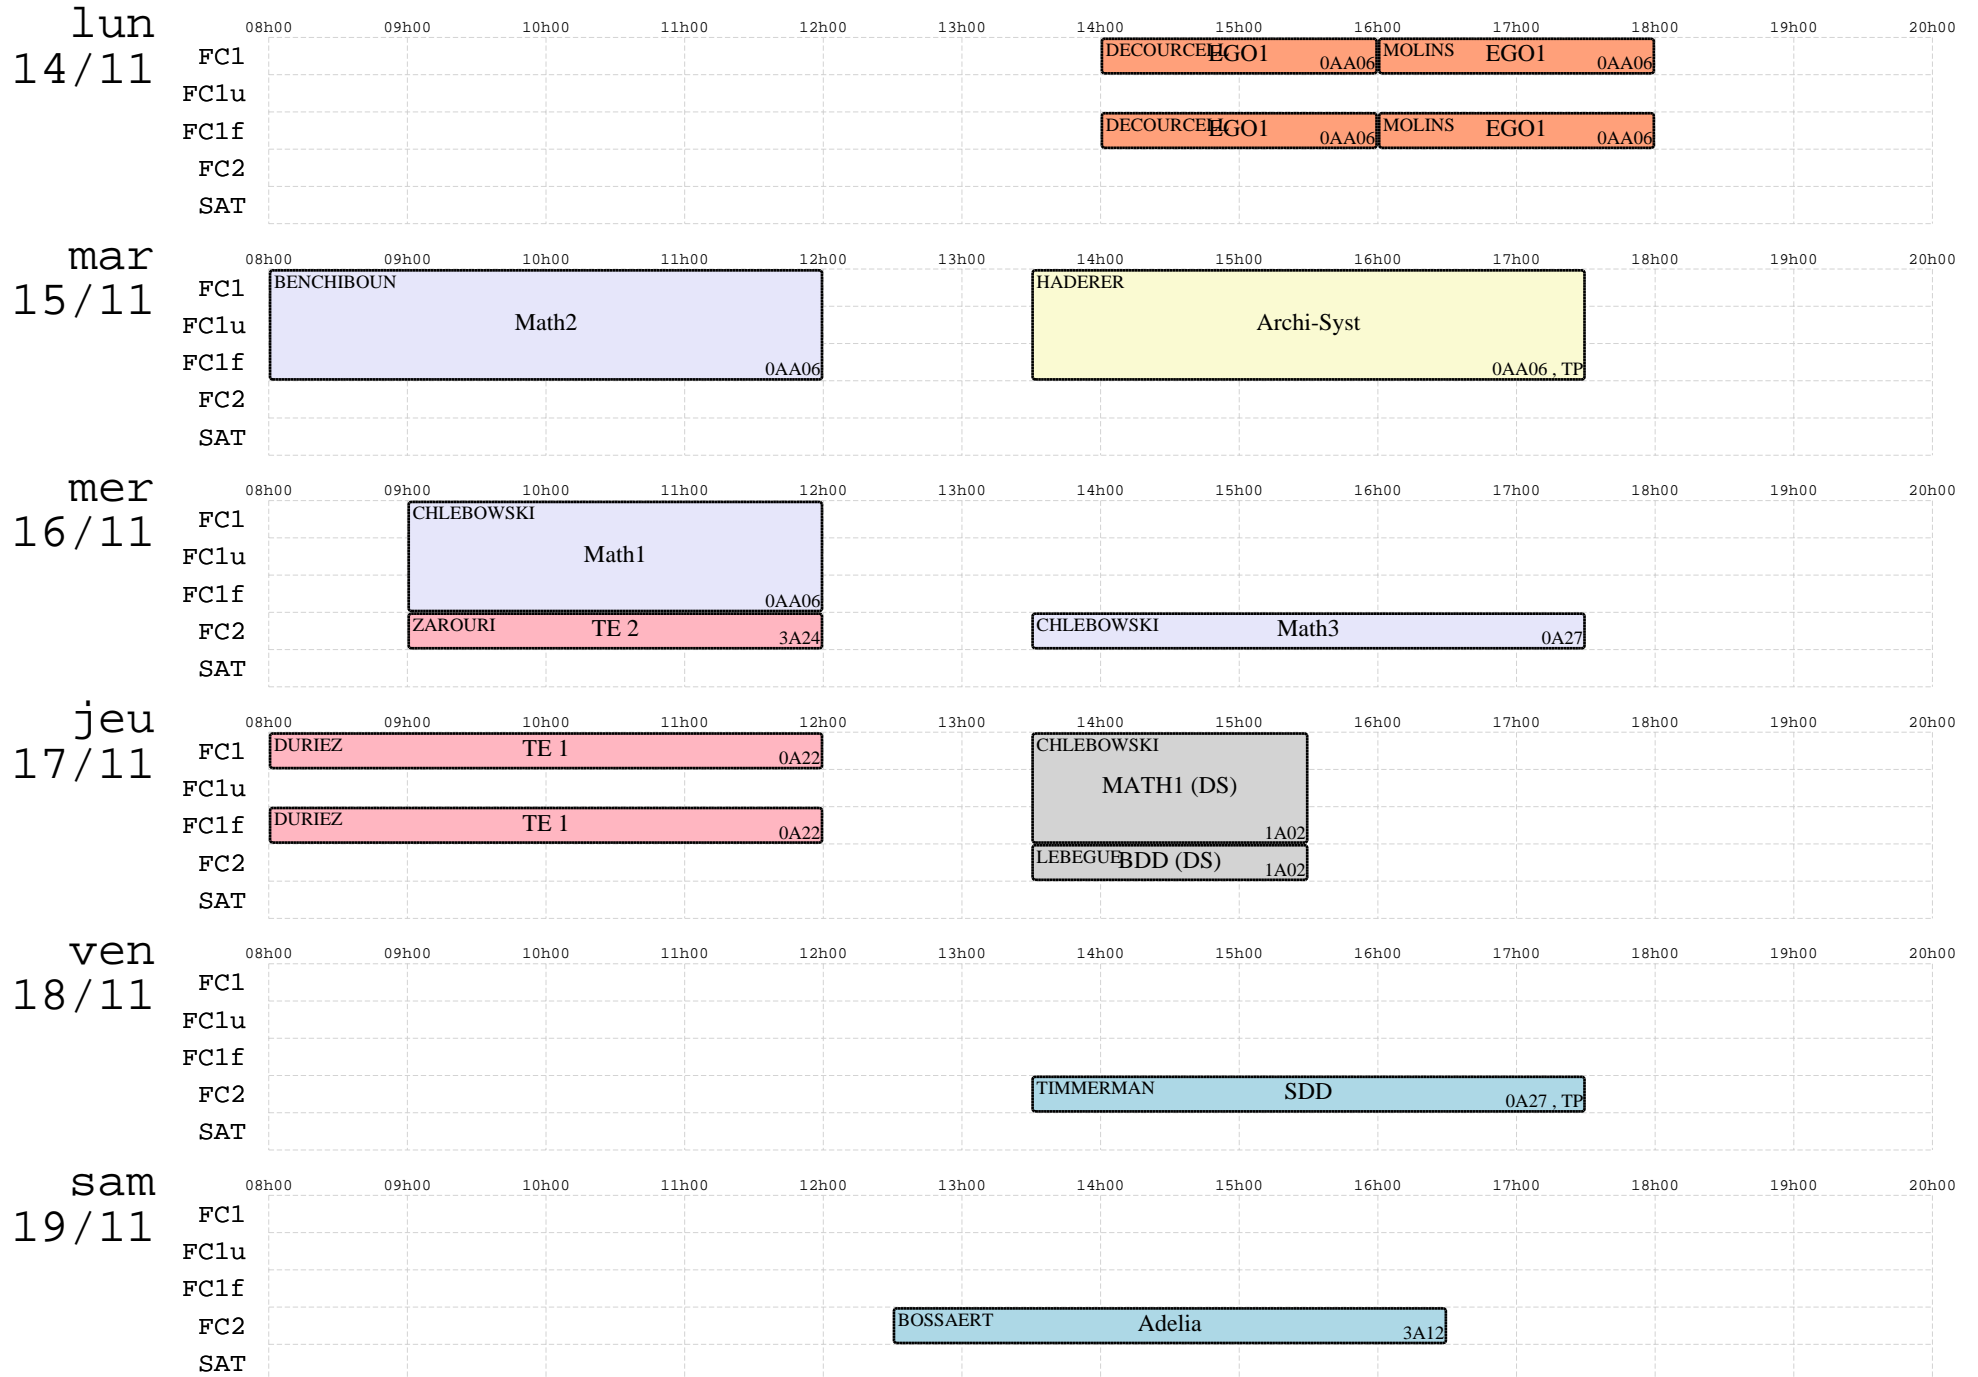 lun
14/11
08h00 09h00 10h00 11h00 12h00 13h00 14h00 15h00 16h00 17h00 18h00 19h00 20h00
FC1 DECOURCELL EGO1 0AA06 MOLINS EGO1 0AA06
FC1u
FC1f DECOURCELL EGO1 0AA06 MOLINS EGO1 0AA06
FC2
SAT
mar
15/11
08h00 09h00 10h00 11h00 12h00 13h00 14h00 15h00 16h00 17h00 18h00 19h00 20h00
FC1 BENCHIBOUN HADERER
FC1u Math2 Archi-Syst
FC1f 0AA06 0AA06 , TP
FC2
SAT
mer
16/11
08h00 09h00 10h00 11h00 12h00 13h00 14h00 15h00 16h00 17h00 18h00 19h00 20h00
FC1 CHLEBOWSKI
FC1u Math1
FC1f 0AA06
FC2 ZAROURI TE 2 3A24 CHLEBOWSKI Math3 0A27
SAT
jeu
17/11
08h00 09h00 10h00 11h00 12h00 13h00 14h00 15h00 16h00 17h00 18h00 19h00 20h00
FC1 DURIEZ TE 1 0A22 CHLEBOWSKI
FC1u MATH1 (DS)
FC1f DURIEZ TE 1 0A22 1A02
FC2 LEBEGUE BDD (DS) 1A02
SAT
ven
18/11
08h00 09h00 10h00 11h00 12h00 13h00 14h00 15h00 16h00 17h00 18h00 19h00 20h00
FC1
FC1u
FC1f
FC2 TIMMERMAN SDD 0A27 , TP
SAT
sam
19/11
08h00 09h00 10h00 11h00 12h00 13h00 14h00 15h00 16h00 17h00 18h00 19h00 20h00
FC1
FC1u
FC1f
FC2 BOSSAERT Adelia 3A12
SAT